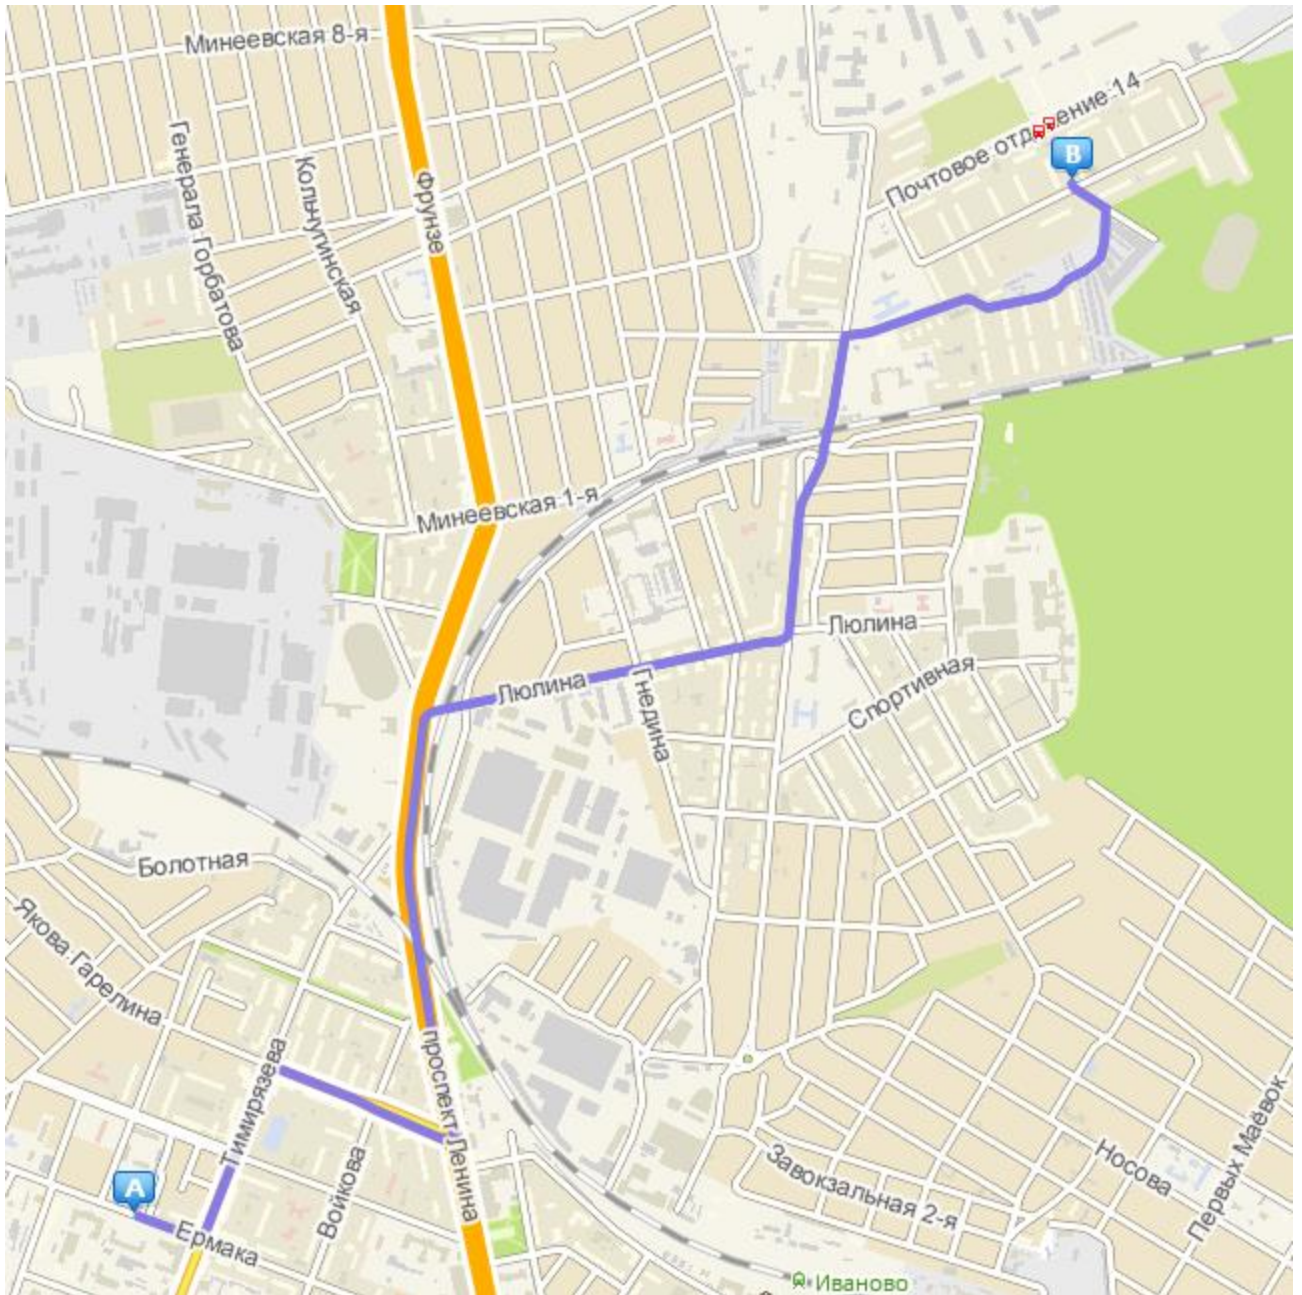 Минеевская 8-я
Почтовое отделение 14
B
Генерала Горбатова
Кольчугинская
Фрунзе
Минеевская 1-я
Люлина
Люлина
Спортивная
Гнедина
Болотная
Якова Гарелина
Тимирязева
проспект Ленина
Войкова
Первых Маёвок
Носова
Завокзальная 2-я
A
Ермака
Иваново